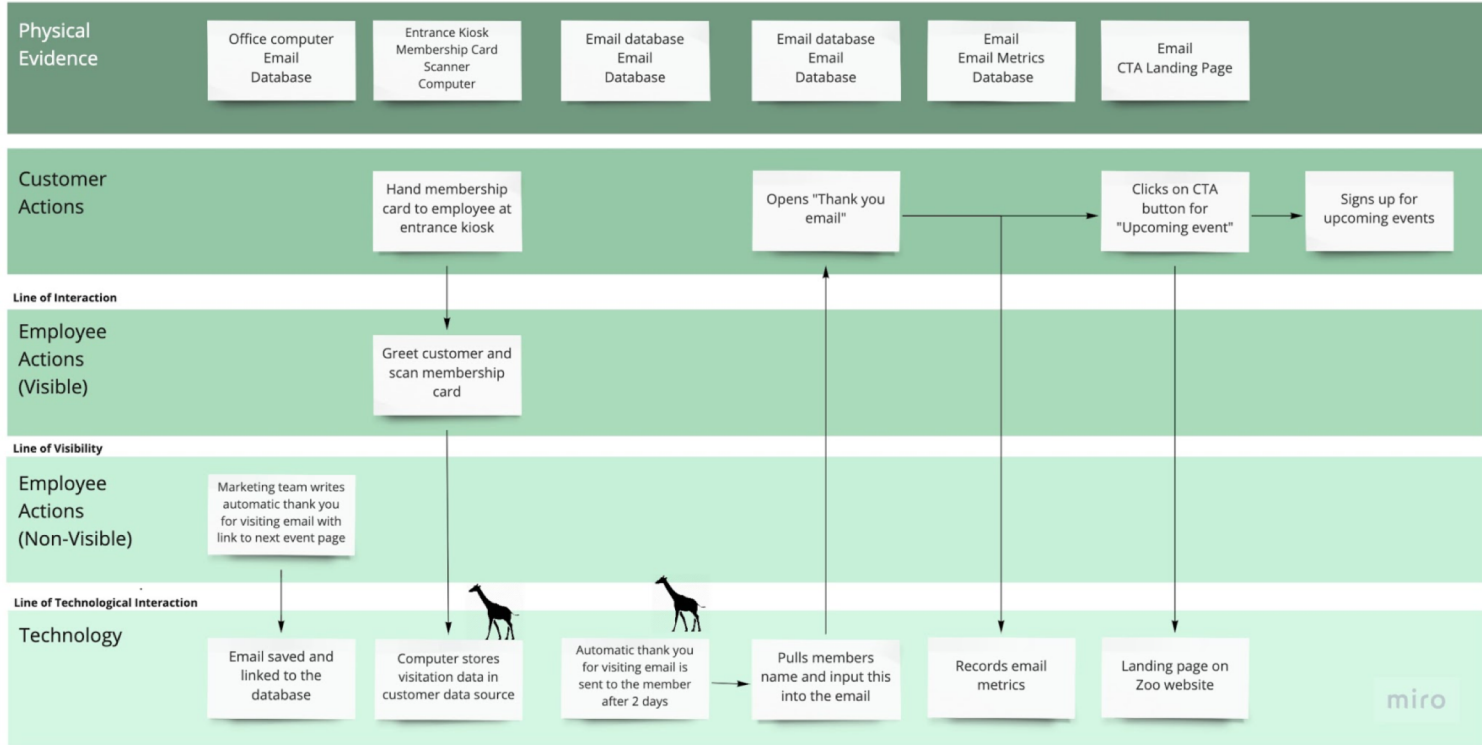 Physical
Evidence
Office computer
Email
Database
Entrance Kiosk
Membership Card
Scanner
Computer
Email database
Email
Database
Email database
Email
Database
Email
Email Metrics
Database
Email
CTA Landing Page
Customer
Actions
Hand membership
card to employee at
entrance kiosk
Opens "Thank you
email"
Clicks on CTA
button for
"Upcoming event"
Signs up for
upcoming events
Line of Interaction
Employee
Actions
(Visible)
Greet customer and
scan membership
card
Line of Visibility
Employee
Actions
(Non-Visible)
Marketing team writes
automatic thank you
for visiting email with
link to next event page
Line of Technological Interaction
Technology
Email saved and
linked to the
database
Computer stores
visitation data in
customer data source
Automatic thank you
for visiting email is
sent to the member
after 2 days
Pulls members
name and input this
into the email
Records email
metrics
Landing page on
Zoo website
miro